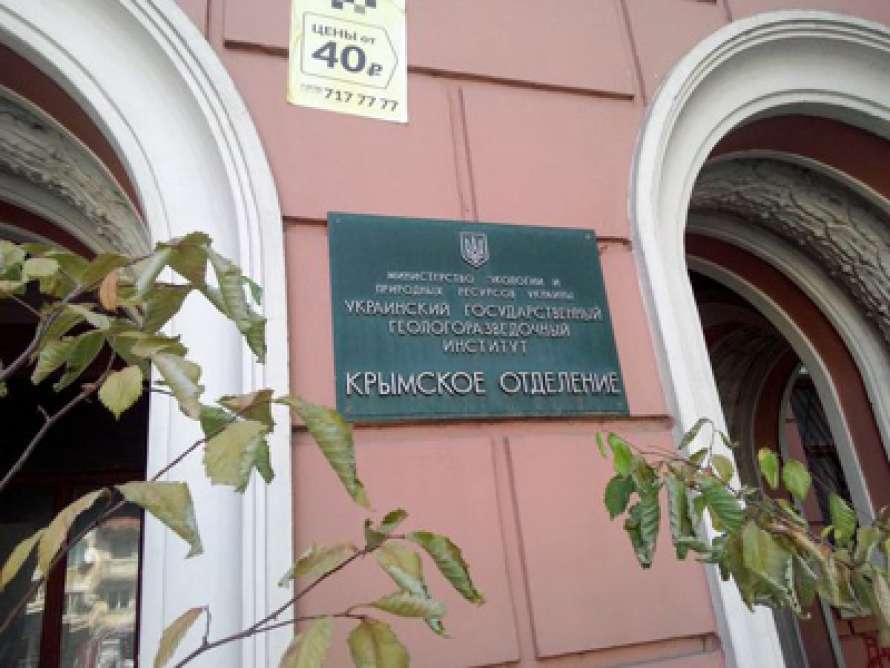 ЦЕНЫ от
40₽
717 77 77
МИНИСТЕРСТВО ЭКОЛОГИИ И
ПРИРОДНЫХ РЕСУРСОВ УКРАИНЫ
УКРАИНСКИЙ ГОСУДАРСТВЕННЫЙ
ГЕОЛОГОРАЗВЕДОЧНЫЙ
ИНСТИТУТ
КРЫМСКОЕ ОТДЕЛЕНИЕ